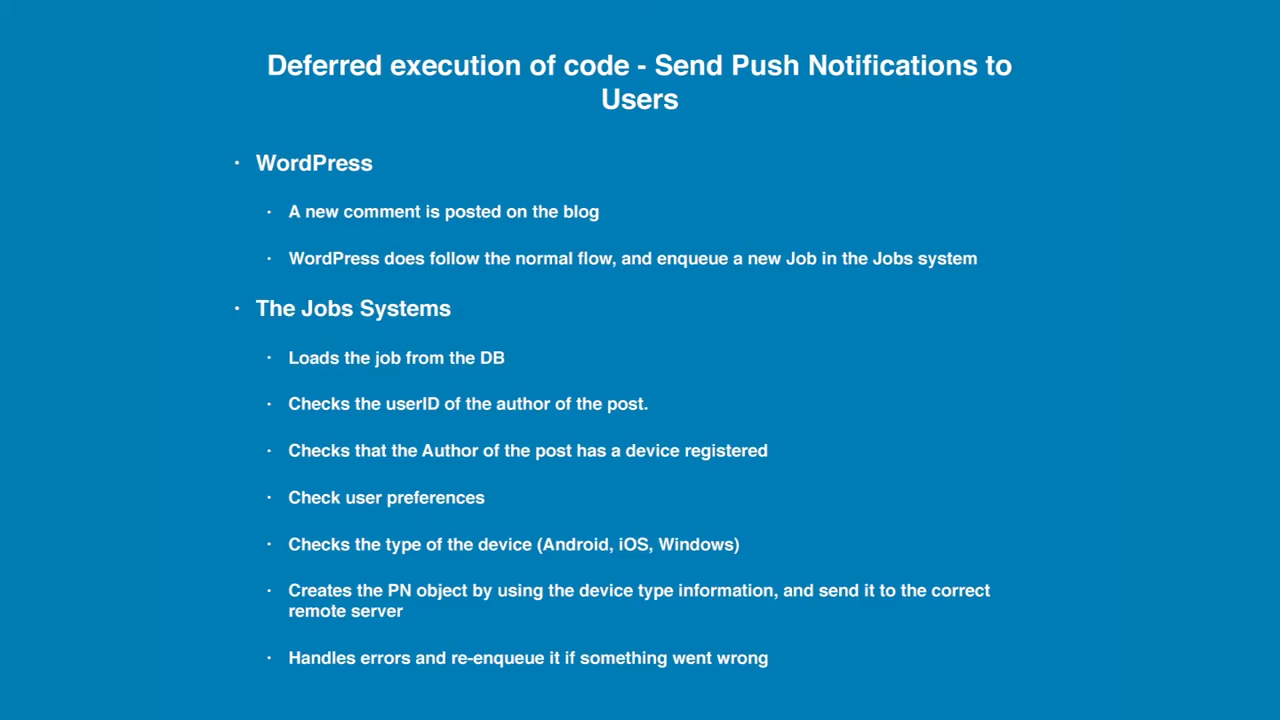 Deferred execution of code - Send Push Notifications to
Users
· WordPress
· A new comment is posted on the blog
· WordPress does follow the normal flow, and enqueue a new Job in the Jobs system
· The Jobs Systems
· Loads the job from the DB
· Checks the userID of the author of the post.
· Checks that the Author of the post has a device registered
· Check user preferences
· Checks the type of the device (Android, iOS, Windows)
· Creates the PN object by using the device type information, and send it to the correct
remote server
· Handles errors and re-enqueue it if something went wrong